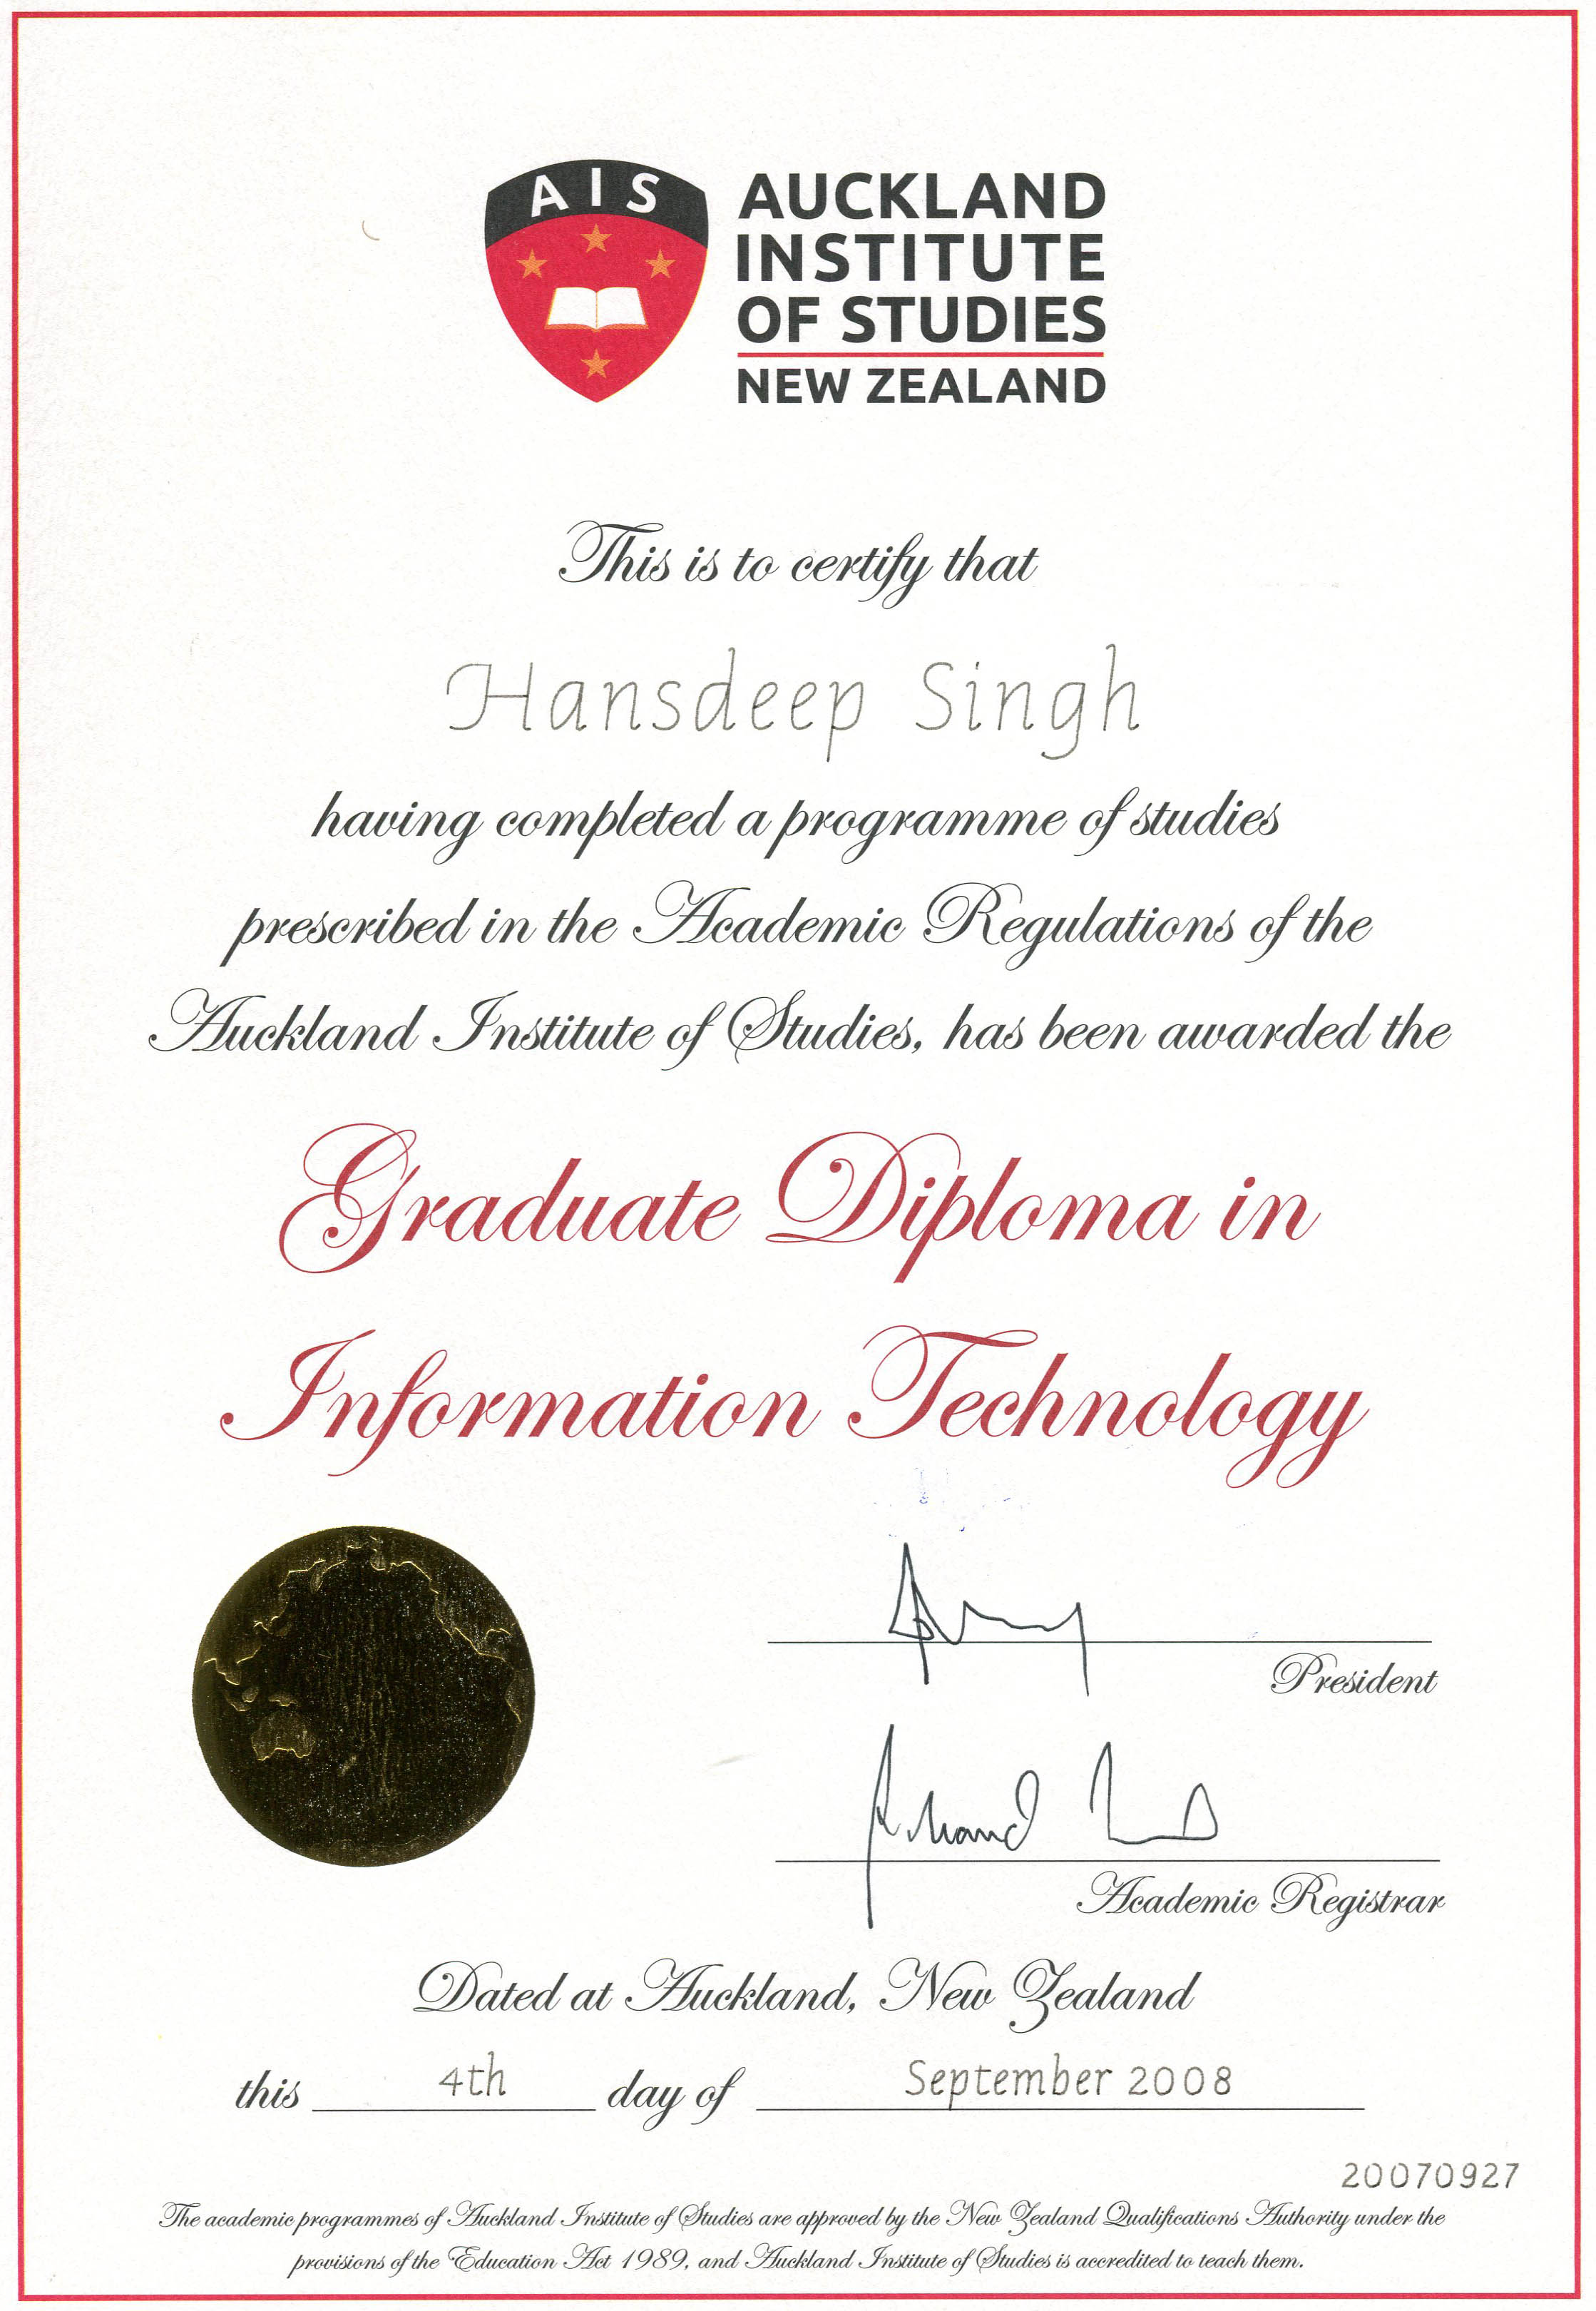 AIS
AUCKLAND
INSTITUTE
OF STUDIES
NEW ZEALAND
This is to certify that
Hansdeep Singh
having completed a programme of studies
prescribed in the Academic Regulations of the
Auckland Institute of Studies, has been awarded the
Graduate Diploma in
Information Technology
President
Academic Registrar
Dated at Auckland, New Zealand
this 4th day of September 2008
20070927
The academic programmes of Auckland Institute of Studies are approved by the New Zealand Qualifications Authority under the
provisions of the Education Act 1989, and Auckland Institute of Studies is accredited to teach them.